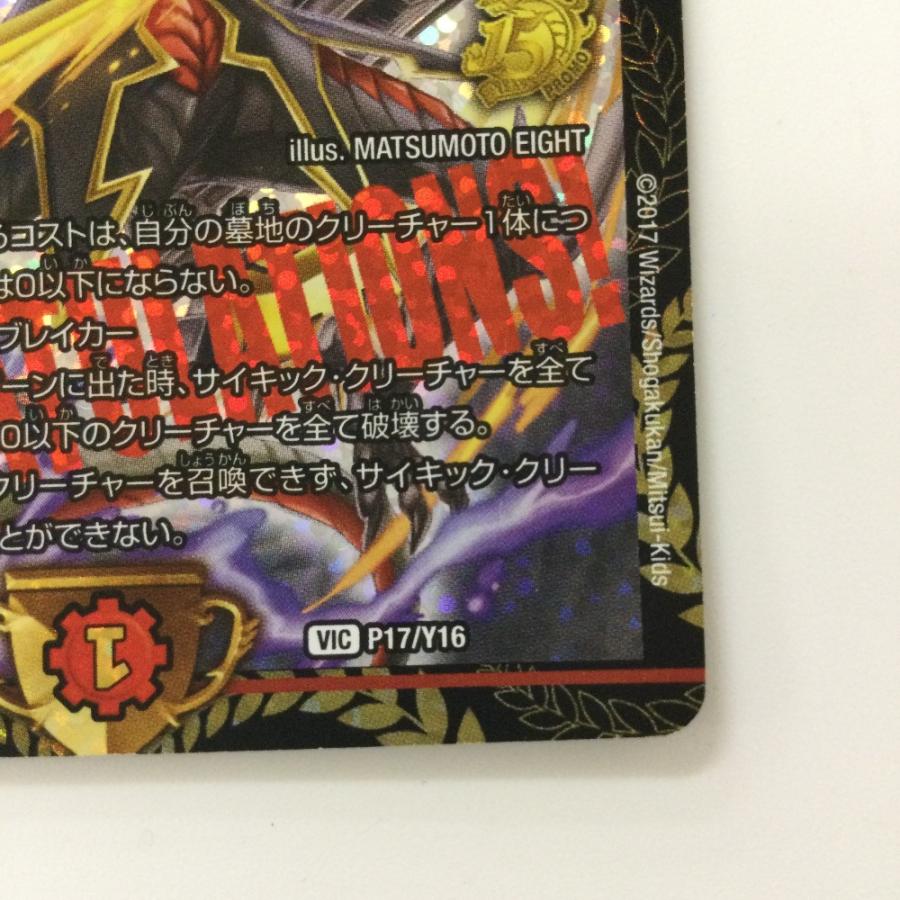 15
PROMO
illus. MATSUMOTO EIGHT
るコストは、自分の墓地のクリーチャー1体につ
は0以下にならない。
ブレイカー
ーンに出た時、サイキック・クリーチャーを全て
0以下のクリーチャーを全て破壊する。
クリーチャーを召喚できず、サイキック・クリー
とができない。
VIC P17/Y16
1
©2017 Wizards/Shogakukan/Mitsui-Kids